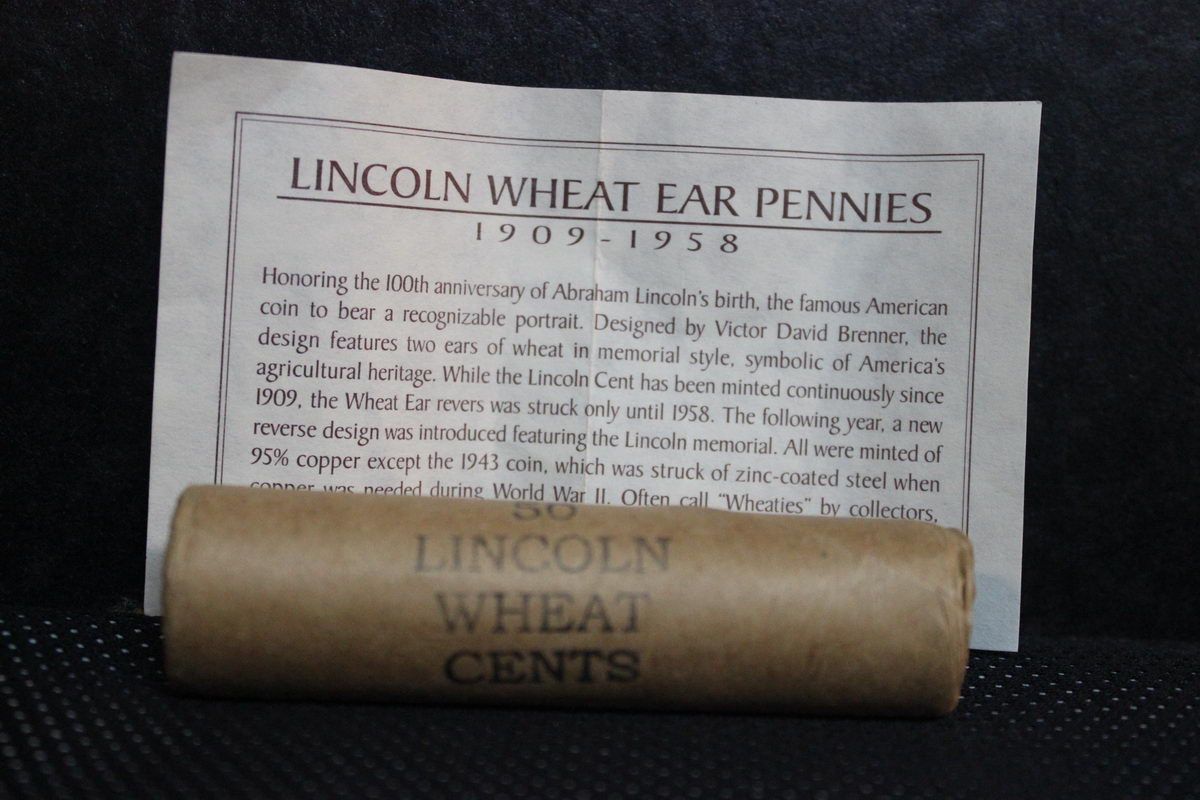 LINCOLN WHEAT EAR PENNIES
1909-1958
Honoring the 100th anniversary of Abraham Lincoln's birth, the famous American
coin to bear a recognizable portrait. Designed by Victor David Brenner, the
design features two ears of wheat in memorial style, symbolic of America's
agricultural heritage. While the Lincoln Cent has been minted continuously since
1909, the Wheat Ear revers was struck only until 1958. The following year, a new
reverse design was introduced featuring the Lincoln memorial. All were minted of
95% copper except the 1943 coin, which was struck of zinc-coated steel when
copper was needed during World War II. Often call “Wheaties” by collectors,
50
LINCOLN
WHEAT
CENTS